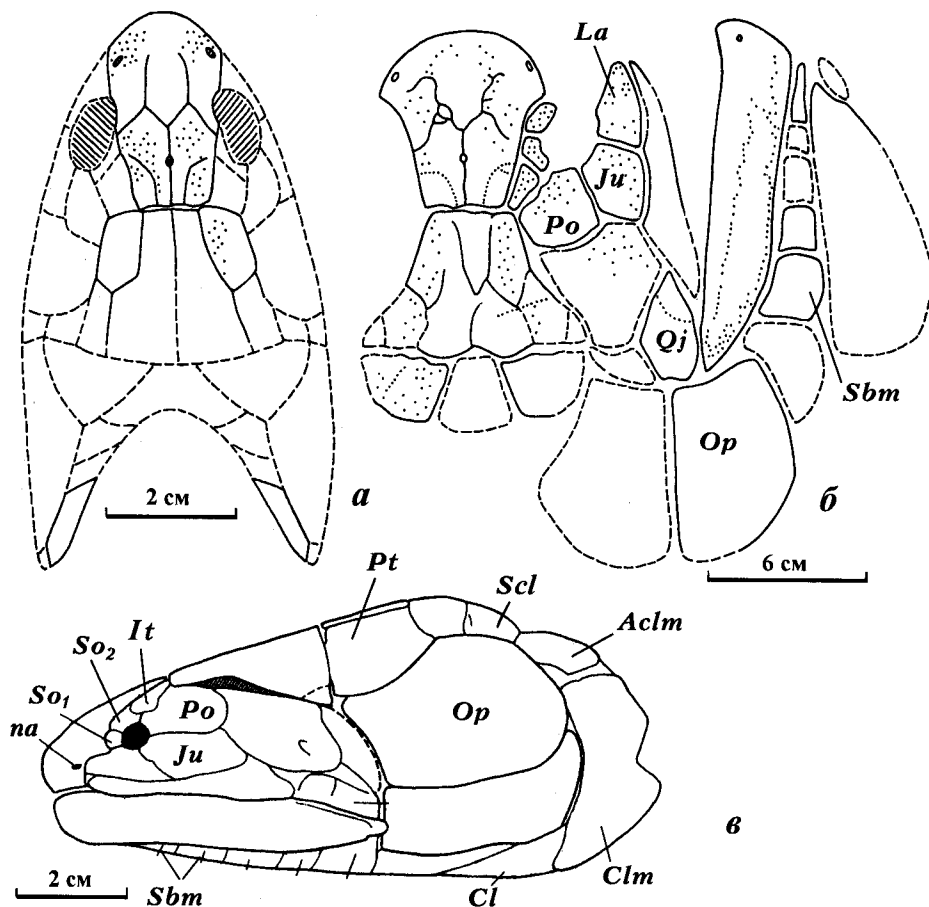 La
Ju
Po
Qj
Sbm
Op
2 см
а
б
6 см
Pt
Scl
It
Aclm
So₂
So₁
Po
Op
na
Ju
в
Clm
2 см
Sbm
Cl